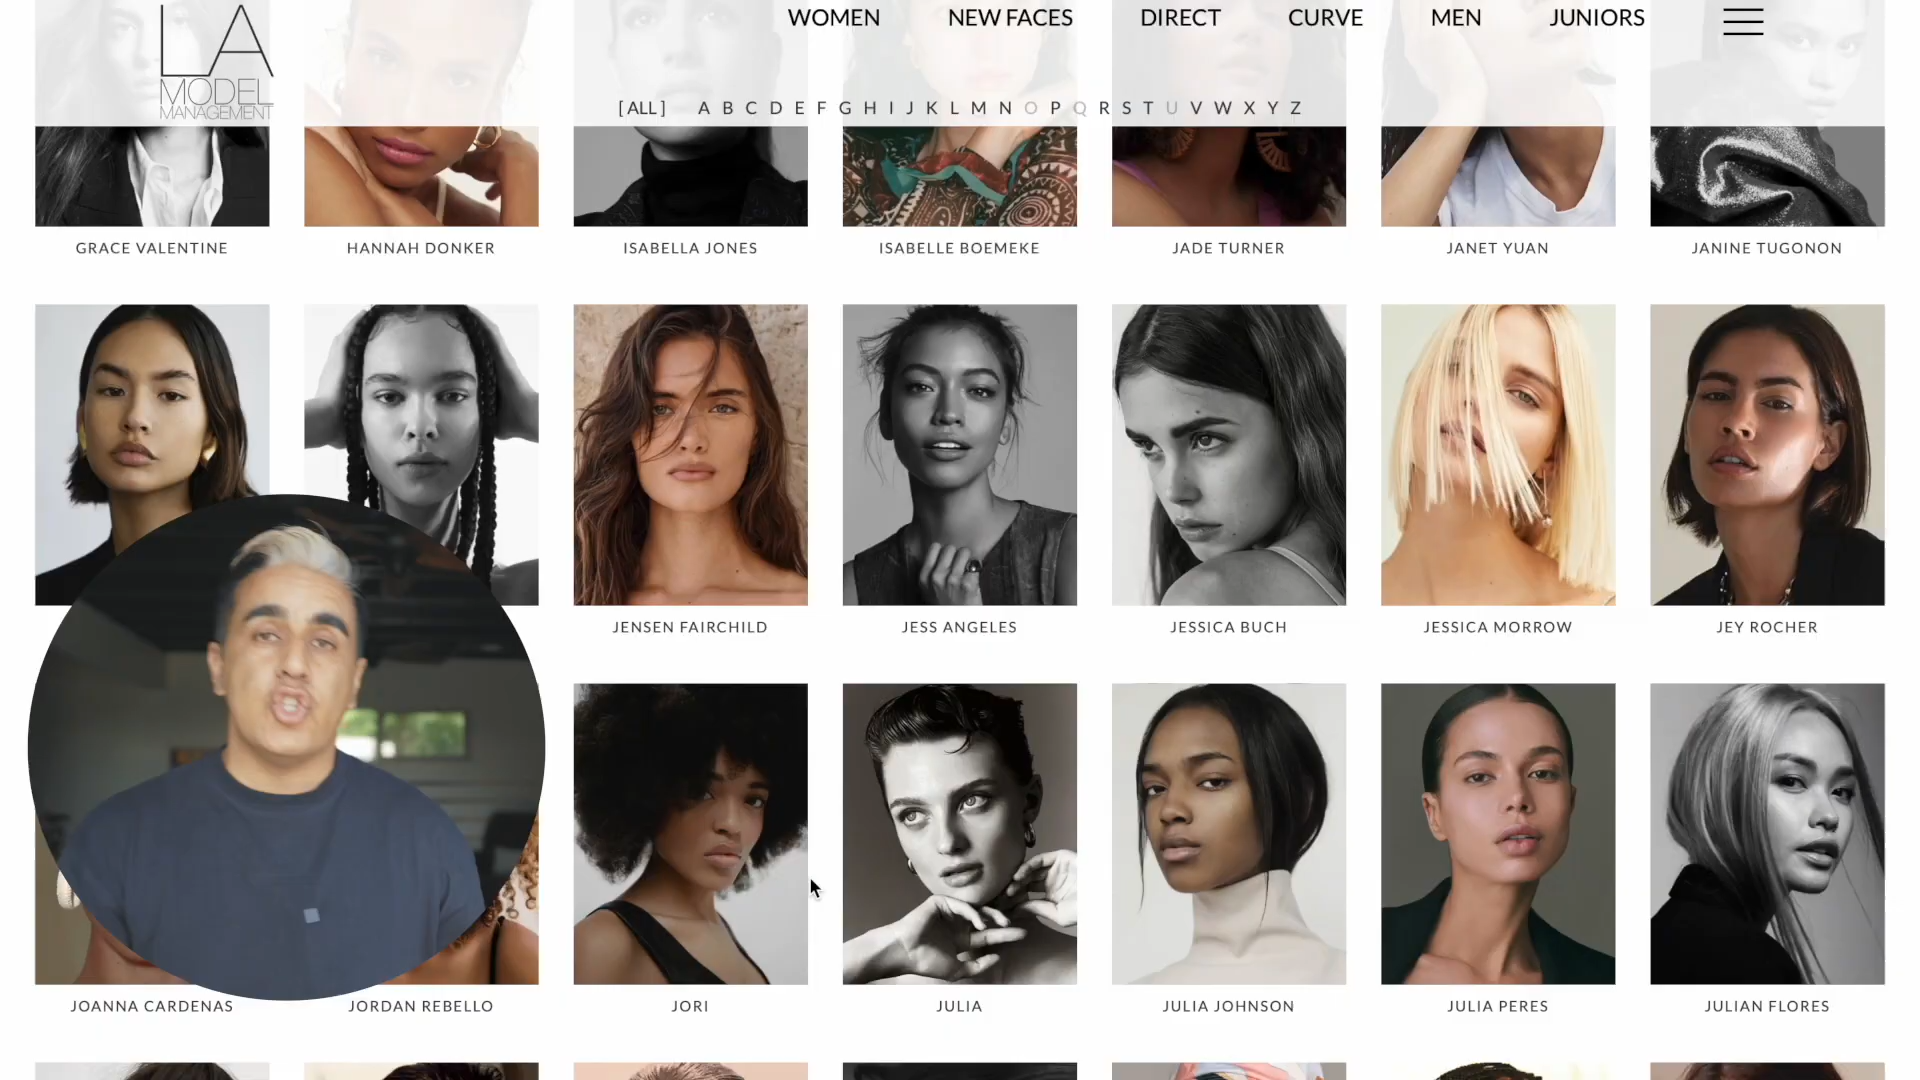 LA
MODEL
MANAGEMENT
WOMEN NEW FACES DIRECT CURVE MEN JUNIORS
[ALL] A B C D E F G H I J K L M N O P Q R S T U V W X Y Z
GRACE VALENTINE HANNAH DONKER ISABELLA JONES ISABELLE BOEMEKE JADE TURNER JANET YUAN JANINE TUGONON
JENSEN FAIRCHILD JESS ANGELES JESSICA BUCH JESSICA MORROW JEY ROCHER
JOANNA CARDENAS JORDAN REBELLO JORI JULIA JULIA JOHNSON JULIA PERES JULIAN FLORES